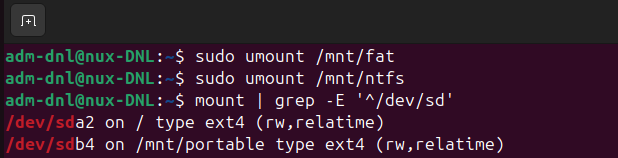 adm-dnl@nux-DNL:~$ sudo umount /mnt/fat
adm-dnl@nux-DNL:~$ sudo umount /mnt/ntfs
adm-dnl@nux-DNL:~$ mount | grep -E '^/dev/sd'
/dev/sda2 on / type ext4 (rw,relatime)
/dev/sdb4 on /mnt/portable type ext4 (rw,relatime)